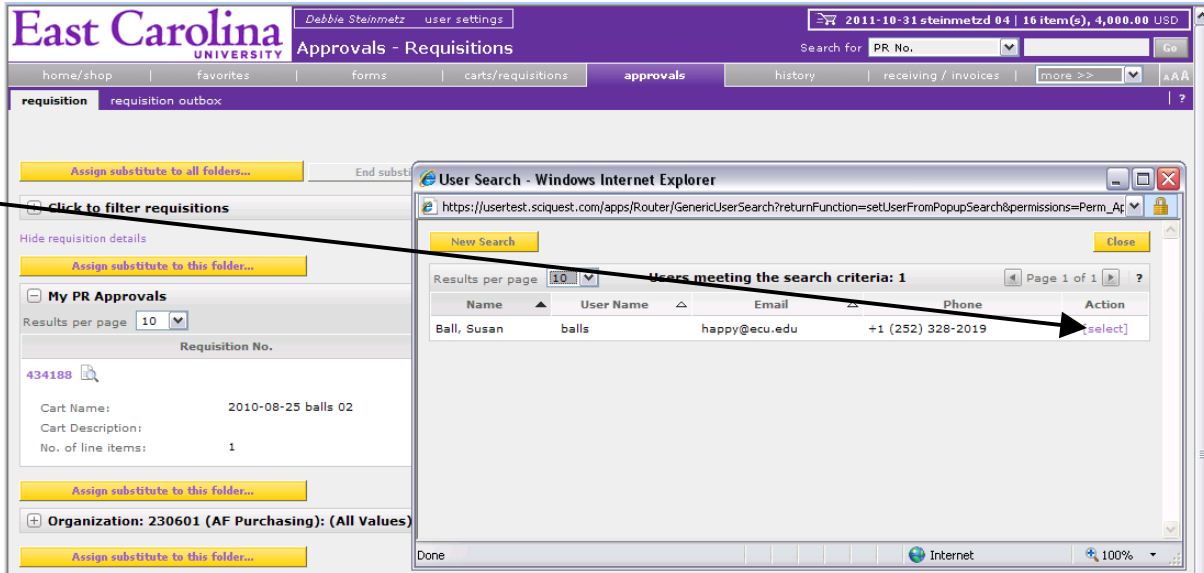 East Carolina
UNIVERSITY
Debbie Steinmetz user settings
2011-10-31 steinmetzd 04 | 16 item(s), 4,000.00 USD
Approvals - Requisitions
Search for PR No. Go
home/shop | favorites | forms | carts/requisitions approvals history | receiving / invoices | more >> AAA
requisition requisition outbox | ?
Assign substitute to all folders... End substi
Click to filter requisitions
Hide requisition details
Assign substitute to this folder...
My PR Approvals
Results per page 10
Requisition No.
434188
Cart Name: 2010-08-25 balls 02
Cart Description:
No. of line items: 1
Assign substitute to this folder...
Organization: 230601 (AF Purchasing): (All Values)
Assign substitute to this folder...
User Search - Windows Internet Explorer
https://usertest.sciquest.com/apps/Router/GenericUserSearch?returnFunction=setUserFromPopupSearch&permissions=Perm_Ap
New Search Close
Results per page 10 Users meeting the search criteria: 1 Page 1 of 1 ?
Name User Name Email Phone Action
Ball, Susan balls happy@ecu.edu +1 (252) 328-2019 [select]
Done Internet 100%